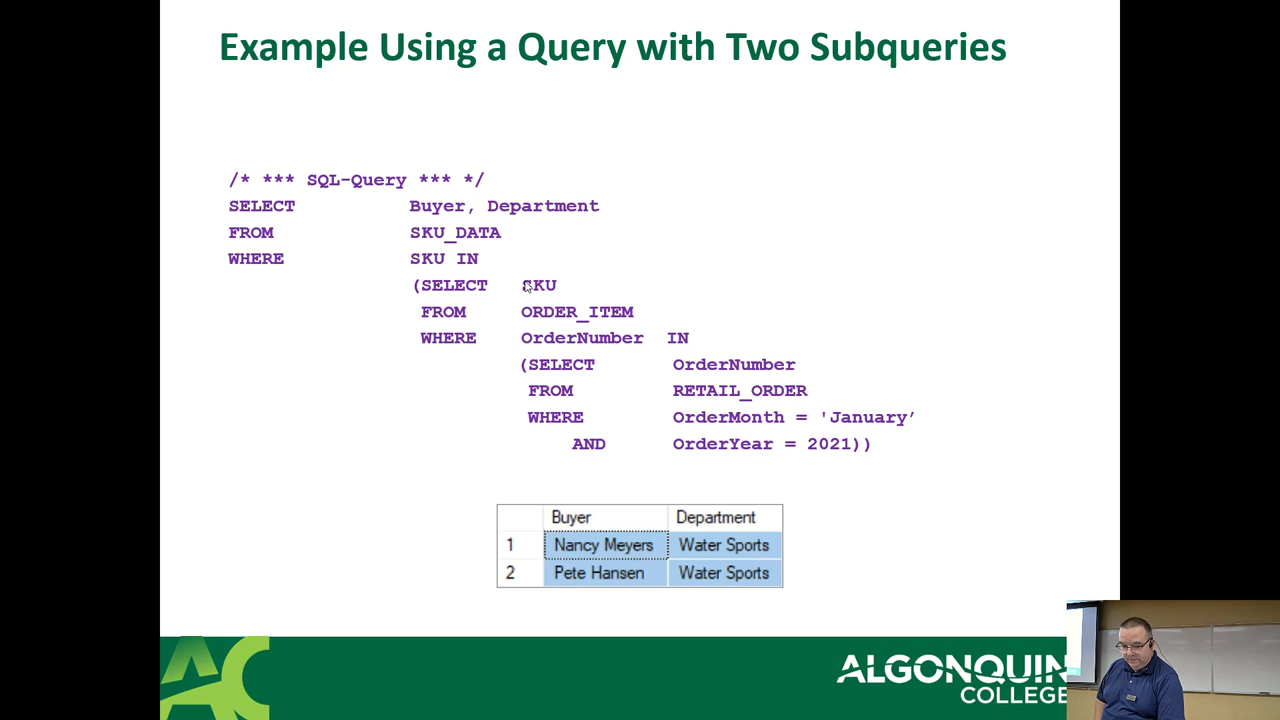 Example Using a Query with Two Subqueries
/* *** SQL-Query *** */
SELECT Buyer, Department
FROM SKU_DATA
WHERE SKU IN
(SELECT SKU
FROM ORDER_ITEM
WHERE OrderNumber IN
(SELECT OrderNumber
FROM RETAIL_ORDER
WHERE OrderMonth = 'January’
AND OrderYear = 2021))
Buyer Department
1 Nancy Meyers Water Sports
2 Pete Hansen Water Sports
AC
ALGONQUIN
COLLEGE